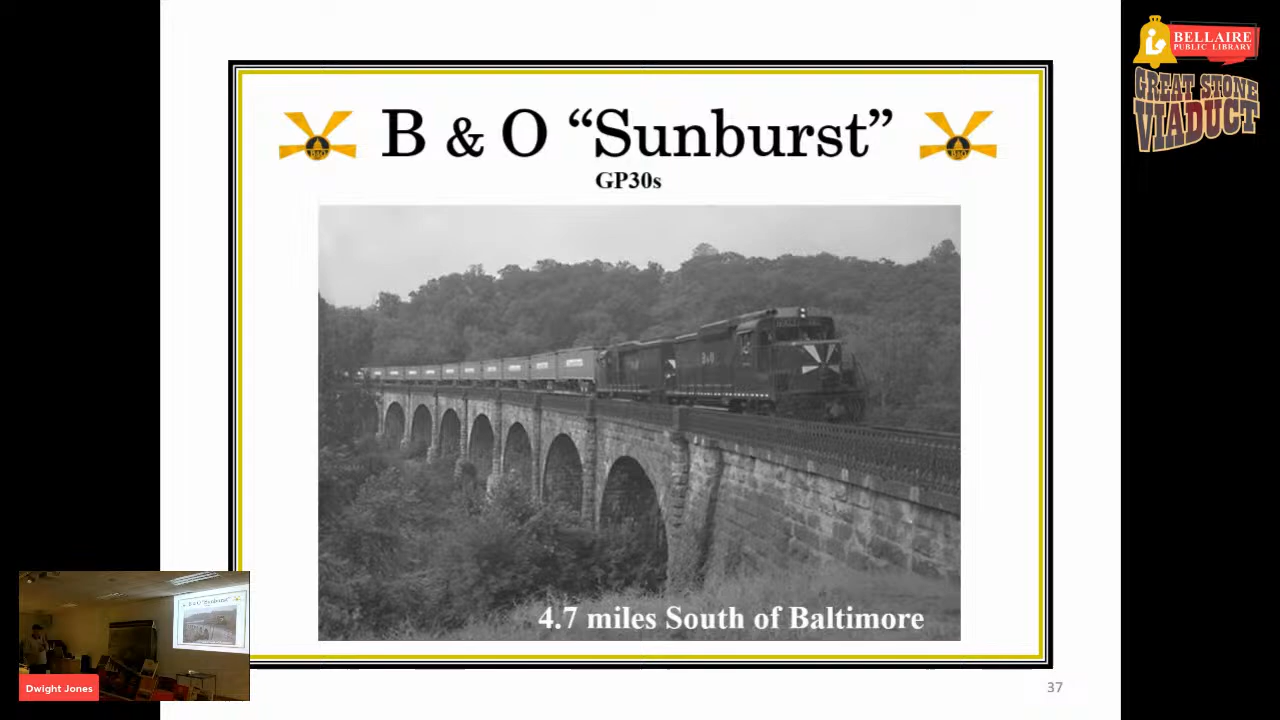 BELLAIRE
PUBLIC LIBRARY
GREAT STONE
VIADUCT
B & O “Sunburst”
GP30s
B&O
4.7 miles South of Baltimore
Dwight Jones
37